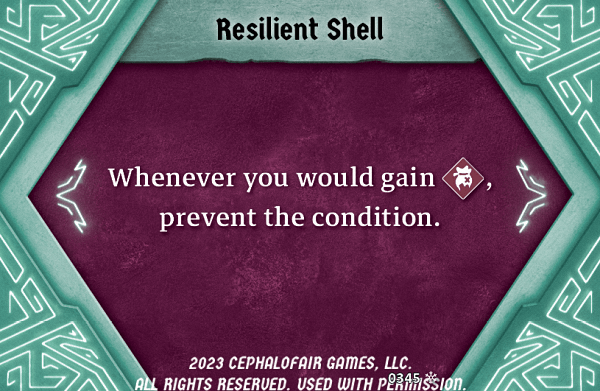 Resilient Shell
Whenever you would gain ,
prevent the condition.
2023 CEPHALOFAIR GAMES, LLC.
ALL RIGHTS RESERVED. USED WITH PERMISSION.
0345